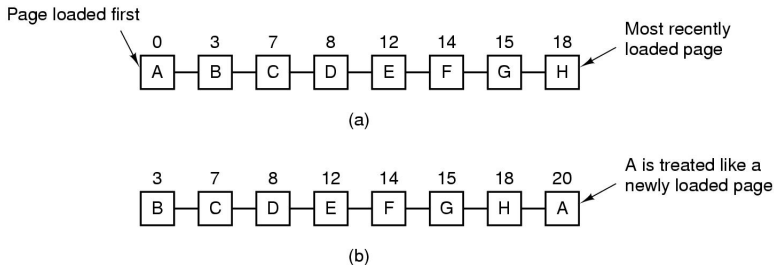 Page loaded first
0 3 7 8 12 14 15 18
Most recently
loaded page
A B C D E F G H
(a)
3 7 8 12 14 15 18 20
A is treated like a
newly loaded page
B C D E F G H A
(b)